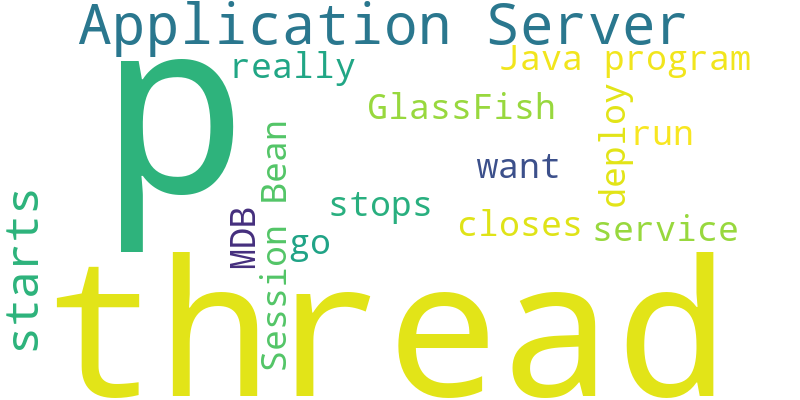 Application Server
p
really
Java program
GlassFish
deploy
run
want
Session Bean
starts
stops
MDB
go
closes
service
thread